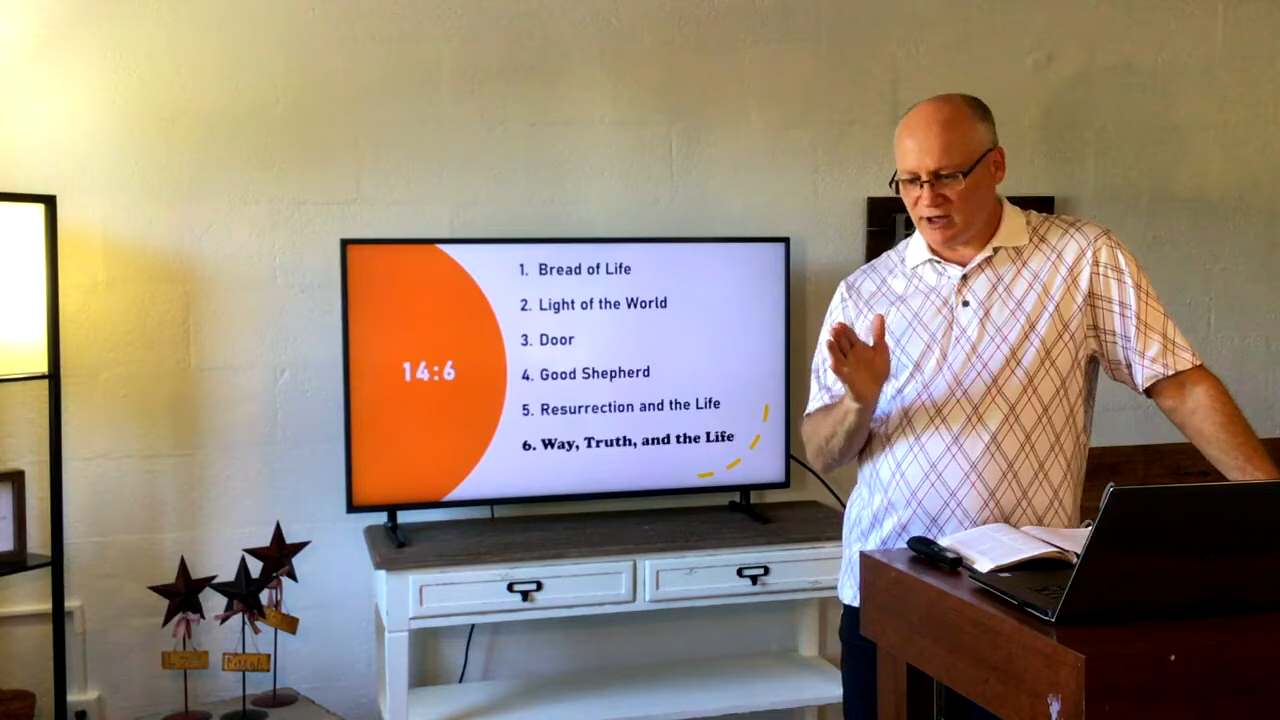 14:6
1. Bread of Life
2. Light of the World
3. Door
4. Good Shepherd
5. Resurrection and the Life
6. Way, Truth, and the Life